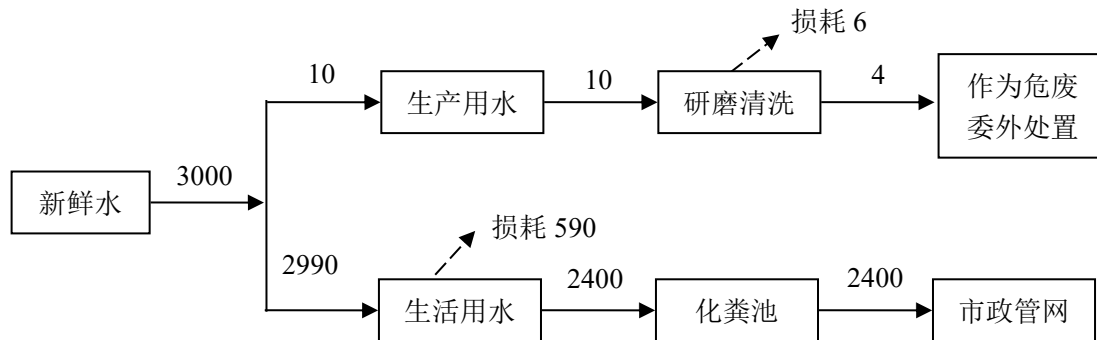 损耗 6
10
生产用水
10
研磨清洗
4
作为危废
委外处置
新鲜水
3000
损耗 590
2990
生活用水
2400
化粪池
2400
市政管网